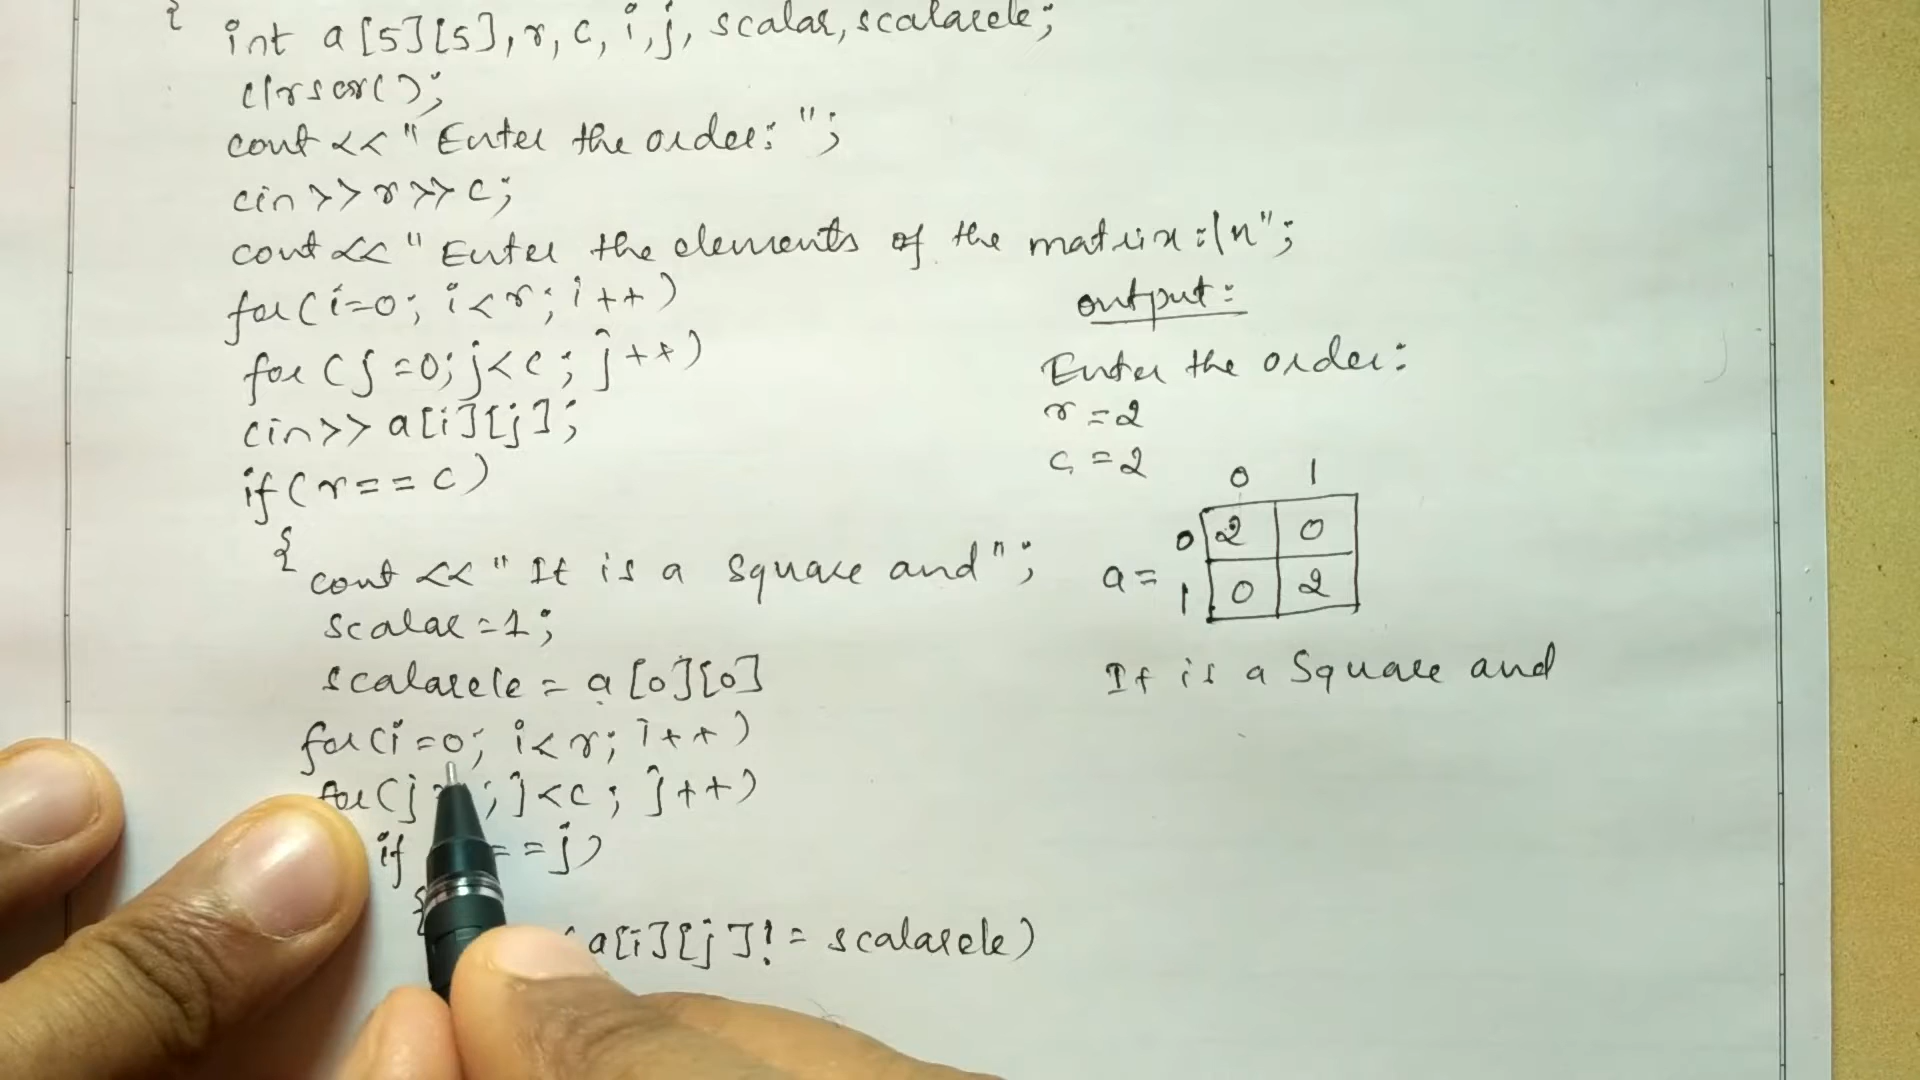 {
int a[5][5], r, c, i, j, scalar, scalarele;
clrscr();
cout << "Enter the order: ";
cin >> r >> c;
cout << "Enter the elements of the matrix:\n";
for(i=0; i<r; i++)
for(j=0; j<c; j++)
cin >> a[i][j];
if(r==c)
{
cout << "It is a square and";
scalar=1;
scalarele = a[0][0]
for(i=0; i<r; i++)
for(j ; j<c; j++)
if ==j)
{
a[i][j]!= scalarele)
output:
Enter the order:
r=2
c=2
0 1
0 2 0
a=
1 0 2
It is a Square and